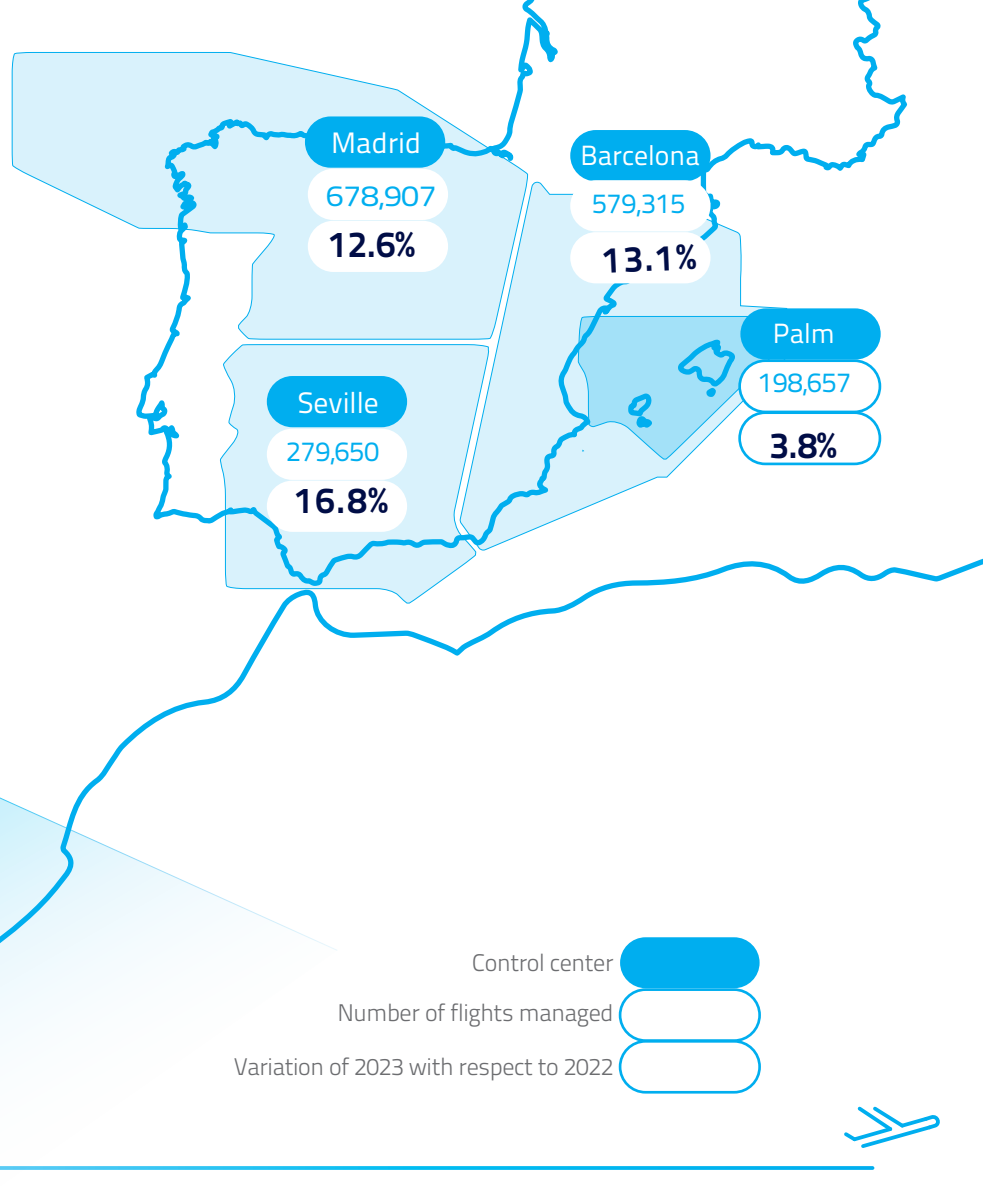 Madrid
678,907
12.6%
Barcelona
579,315
13.1%
Palm
198,657
3.8%
Seville
279,650
16.8%
Control center
Number of flights managed
Variation of 2023 with respect to 2022